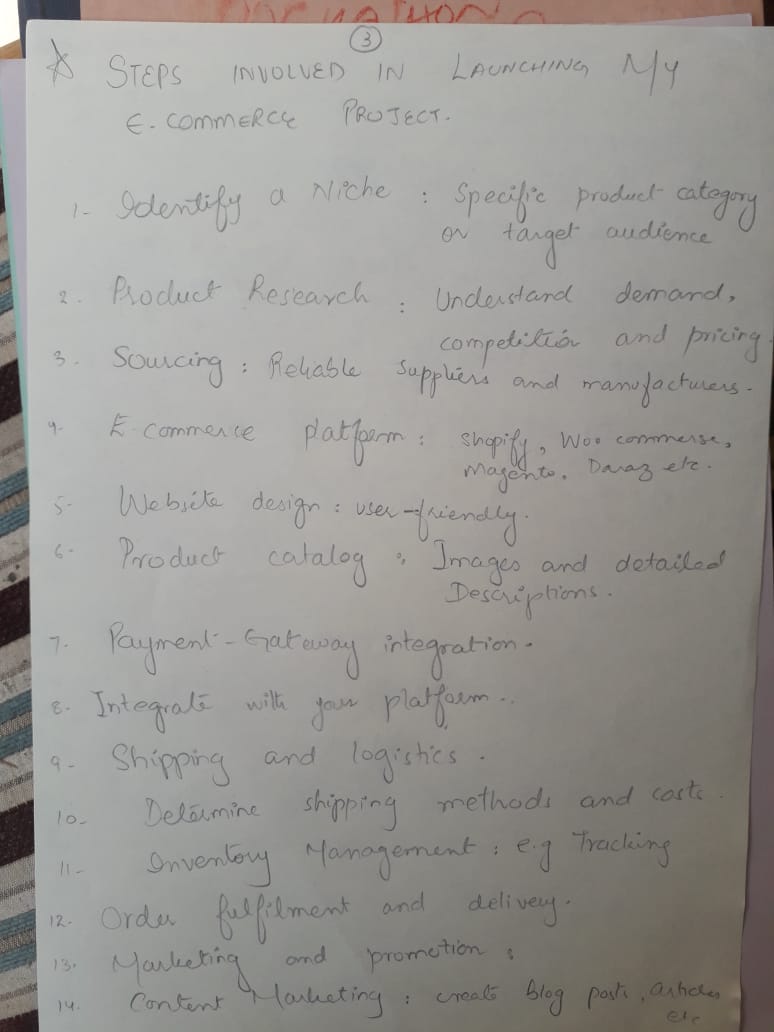 3
☆ STEPS INVOLVED IN LAUNCHING MY
E-COMMERCE PROJECT.
1- Identify a Niche : Specific product category
or target audience
2. Product Research : Understand demand,
competition and pricing.
3. Sourcing : Reliable suppliers and manufacturers.
4. E-commerce platform : shopify, Woo commerse,
Magento, Daraz etc.
5- Website design : user-friendly.
6- Product catalog : Images and detailed
Descriptions.
7. Payment-Gateway integration.
8. Integrate with your platform..
9- Shipping and logistics.
10- Determine shipping methods and costs.
11- Inventory Management : e.g Tracking
12. Order fulfilment and delivery.
13. Marketing and promotion :
14. Content Marketing : create blog posts, articles
etc